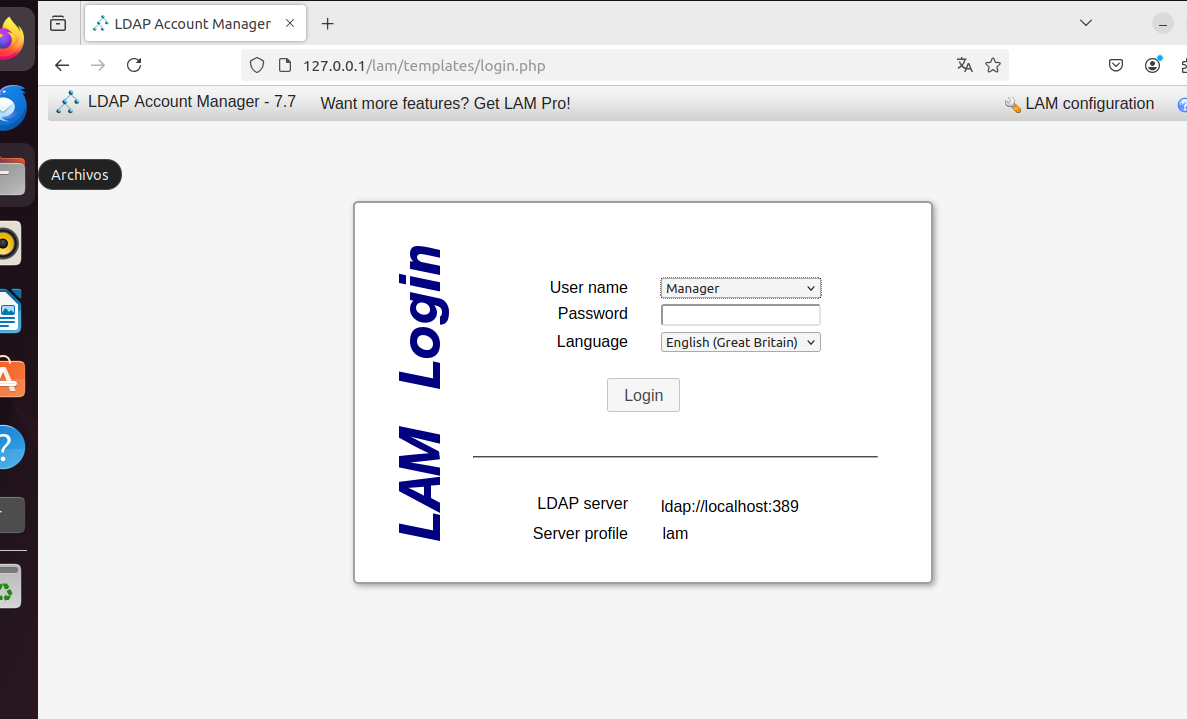 LDAP Account Manager
127.0.0.1/lam/templates/login.php
LDAP Account Manager - 7.7 Want more features? Get LAM Pro! LAM configuration
Archivos
LAM Login
User name Manager
Password
Language English (Great Britain)
Login
LDAP server ldap://localhost:389
Server profile lam